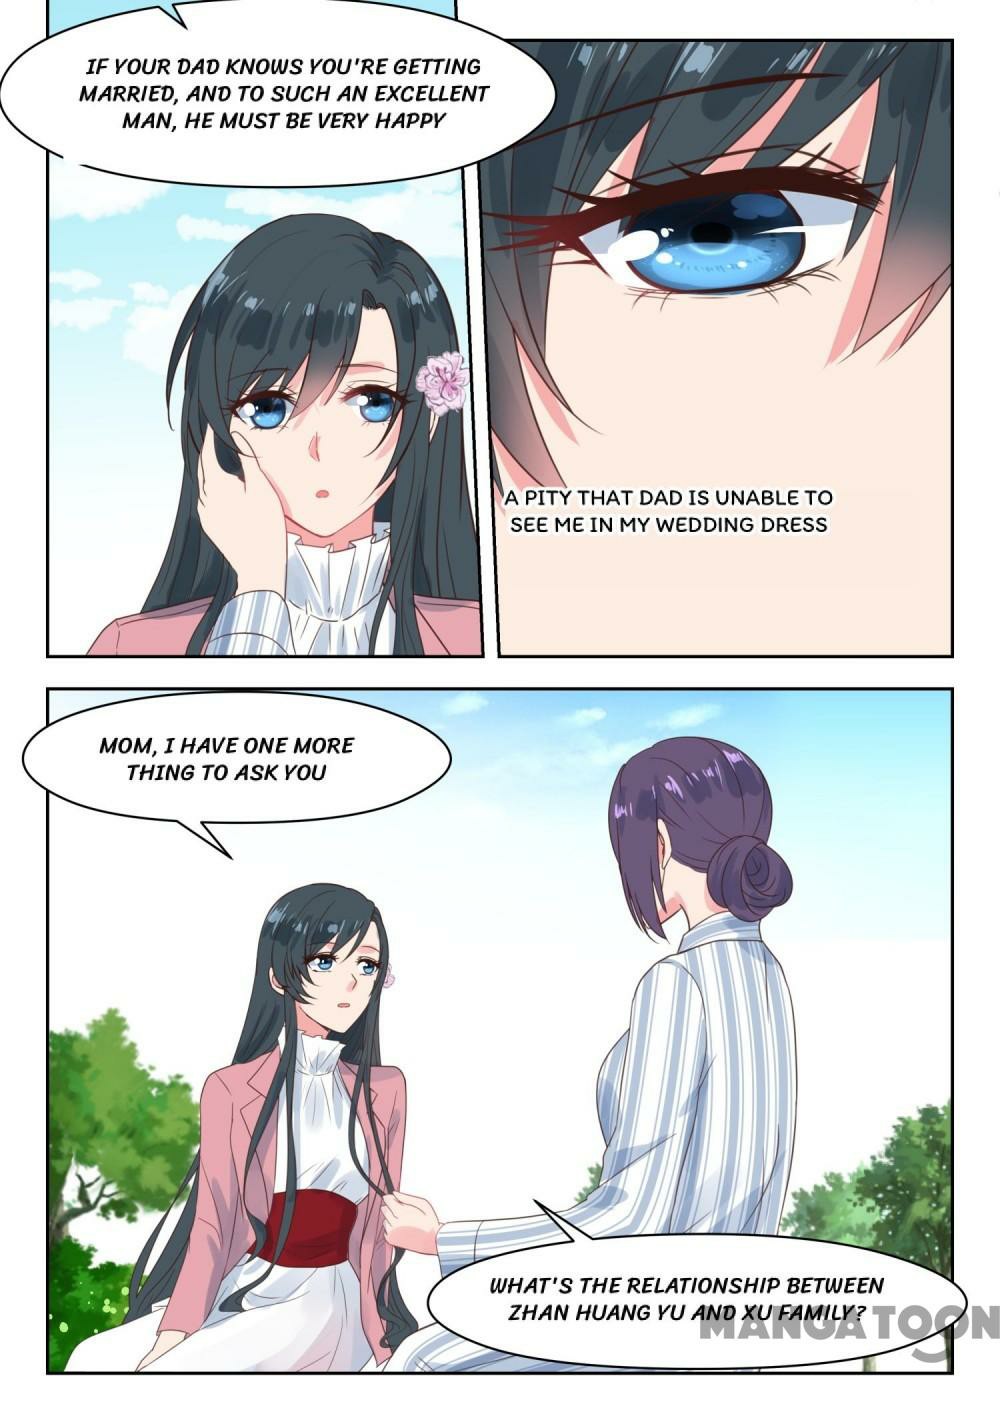 IF YOUR DAD KNOWS YOU'RE GETTING
MARRIED, AND TO SUCH AN EXCELLENT
MAN, HE MUST BE VERY HAPPY
A PITY THAT DAD IS UNABLE TO
SEE ME IN MY WEDDING DRESS
MOM, I HAVE ONE MORE
THING TO ASK YOU
WHAT'S THE RELATIONSHIP BETWEEN
ZHAN HUANG YU AND XU FAMILY?
MANGATOON